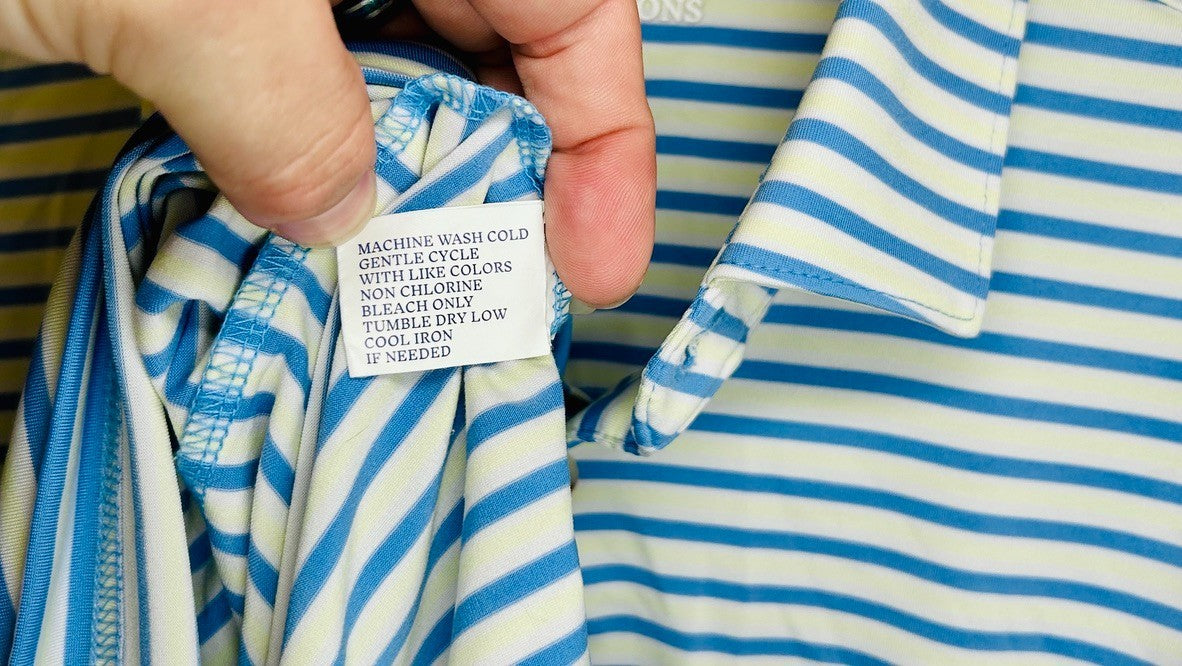 MACHINE WASH COLD
GENTLE CYCLE
WITH LIKE COLORS
NON CHLORINE
BLEACH ONLY
TUMBLE DRY LOW
COOL IRON
IF NEEDED